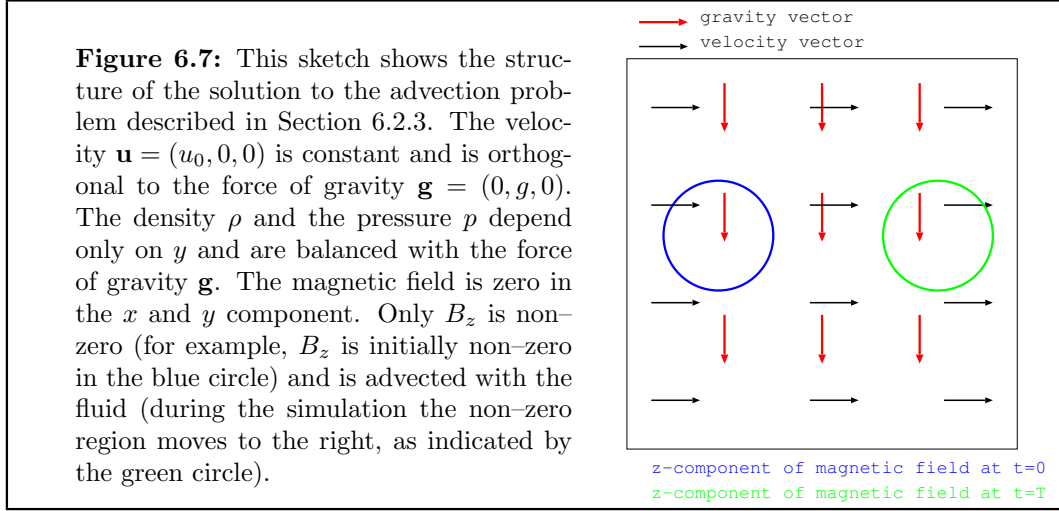 Figure 6.7: This sketch shows the struc-
ture of the solution to the advection prob-
lem described in Section 6.2.3. The veloc-
ity u = (u₀, 0, 0) is constant and is orthog-
onal to the force of gravity g = (0, g, 0).
The density ρ and the pressure p depend
only on y and are balanced with the force
of gravity g. The magnetic field is zero in
the x and y component. Only B_z is non–
zero (for example, B_z is initially non–zero
in the blue circle) and is advected with the
fluid (during the simulation the non–zero
region moves to the right, as indicated by
the green circle).
gravity vector
velocity vector
z-component of magnetic field at t=0
z-component of magnetic field at t=T